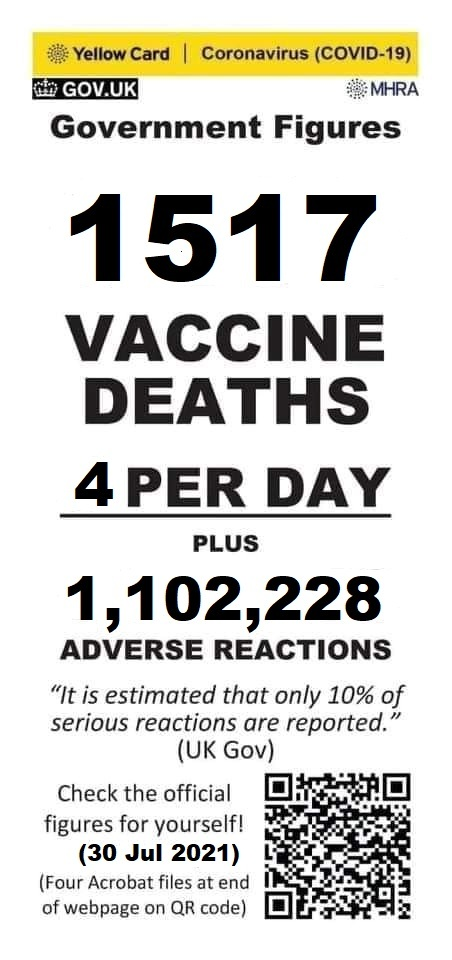 Yellow Card | Coronavirus (COVID-19)
GOV.UK MHRA
Government Figures
1517
VACCINE
DEATHS
4 PER DAY
PLUS
1,102,228
ADVERSE REACTIONS
“It is estimated that only 10% of
serious reactions are reported.”
(UK Gov)
Check the official
figures for yourself!
(30 Jul 2021)
(Four Acrobat files at end
of webpage on QR code)